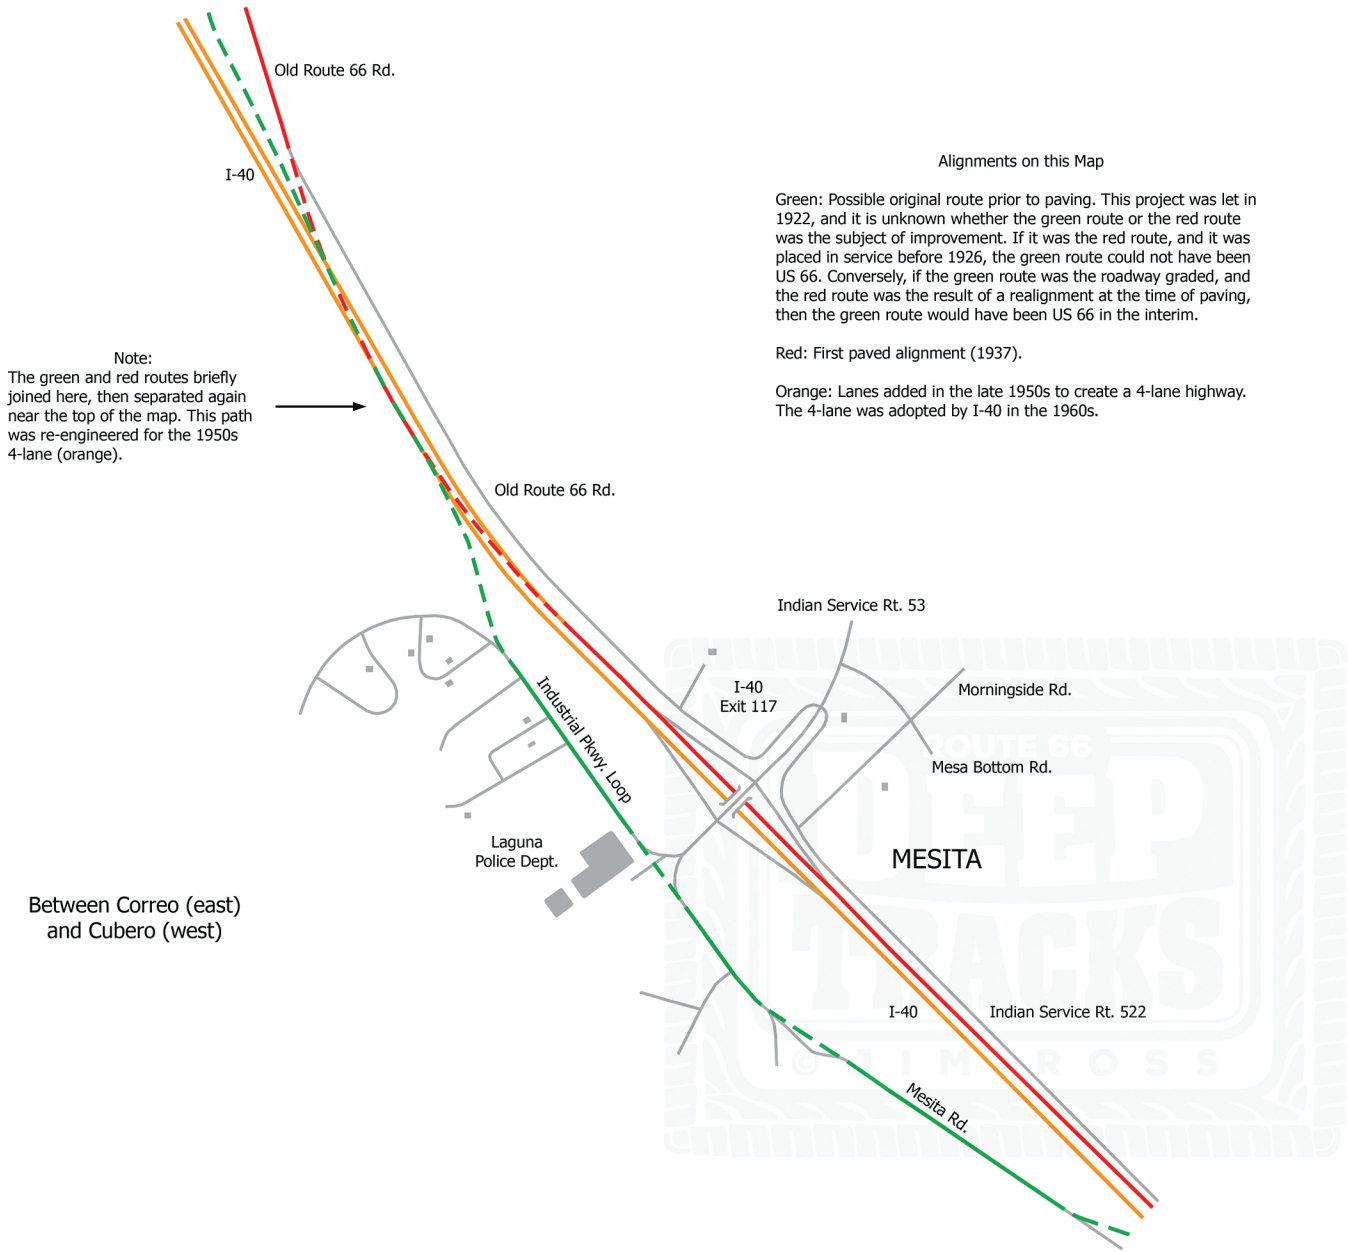 Old Route 66 Rd.
I-40
Alignments on this Map
Green: Possible original route prior to paving. This project was let in
1922, and it is unknown whether the green route or the red route
was the subject of improvement. If it was the red route, and it was
placed in service before 1926, the green route could not have been
US 66. Conversely, if the green route was the roadway graded, and
the red route was the result of a realignment at the time of paving,
then the green route would have been US 66 in the interim.
Red: First paved alignment (1937).
Orange: Lanes added in the late 1950s to create a 4-lane highway.
The 4-lane was adopted by I-40 in the 1960s.
Note:
The green and red routes briefly
joined here, then separated again
near the top of the map. This path
was re-engineered for the 1950s
4-lane (orange).
Old Route 66 Rd.
Indian Service Rt. 53
I-40
Exit 117
Morningside Rd.
Industrial Pkwy. Loop
ROUTE 66
Mesa Bottom Rd.
DEEP
Laguna
Police Dept.
MESITA
Between Correo (east)
and Cubero (west)
TRACKS
I-40
Indian Service Rt. 522
© JIM ROSS
Mesita Rd.